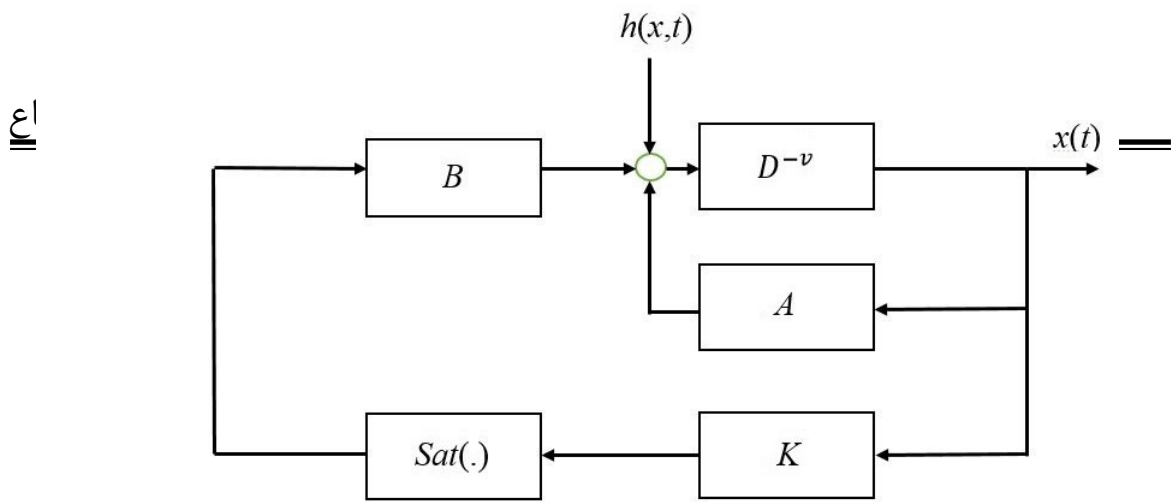 h(x,t)
B
D^{-v}
x(t)
A
Sat(.)
K